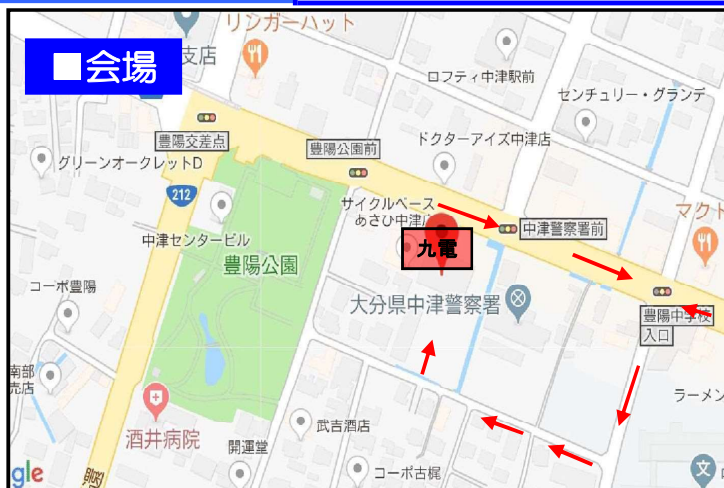 ■会場
リンガーハット
支店
ロフティ中津駅前
センチュリー・グランデ
豊陽交差点
豊陽公園前
ドクターアイズ中津店
グリーンオークレットD
212
サイクルベース
あさひ中津
中津警察署前
マクド
中津センタービル
九電
豊陽公園
コーポ豊陽
大分県中津警察署
豊陽中学校
入口
南部
売店
ラーメン
酒井病院
武吉酒店
開運堂
コーポ古梶
文
gle